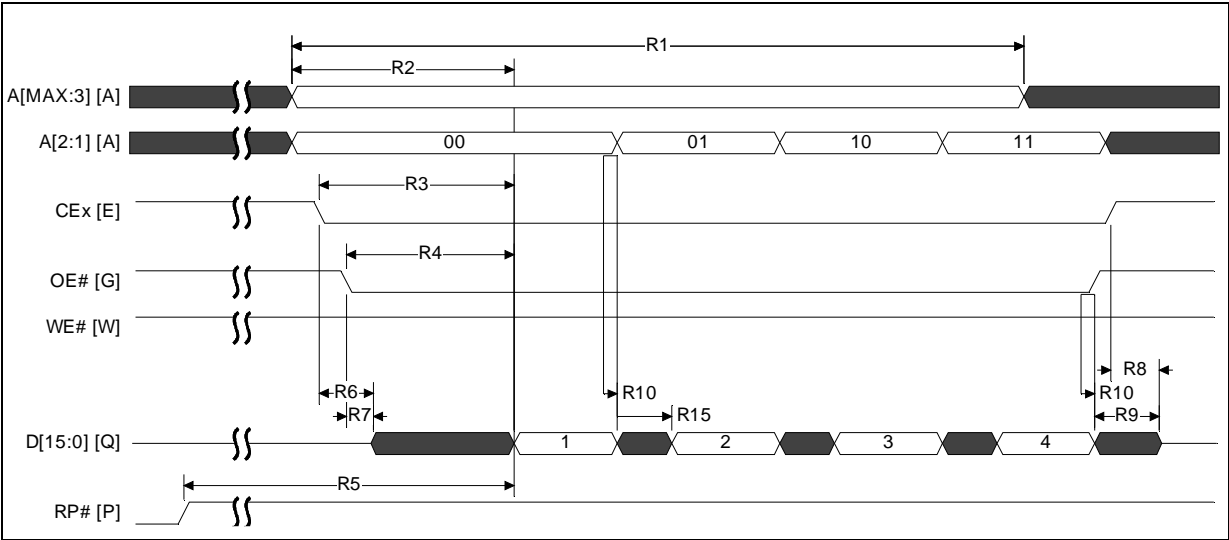 R1
R2
A[MAX:3] [A]
A[2:1] [A]
00
01
10
11
R3
CEx [E]
R4
OE# [G]
WE# [W]
R8
R6
R10
R10
R7
R15
R9
D[15:0] [Q]
1
2
3
4
R5
RP# [P]